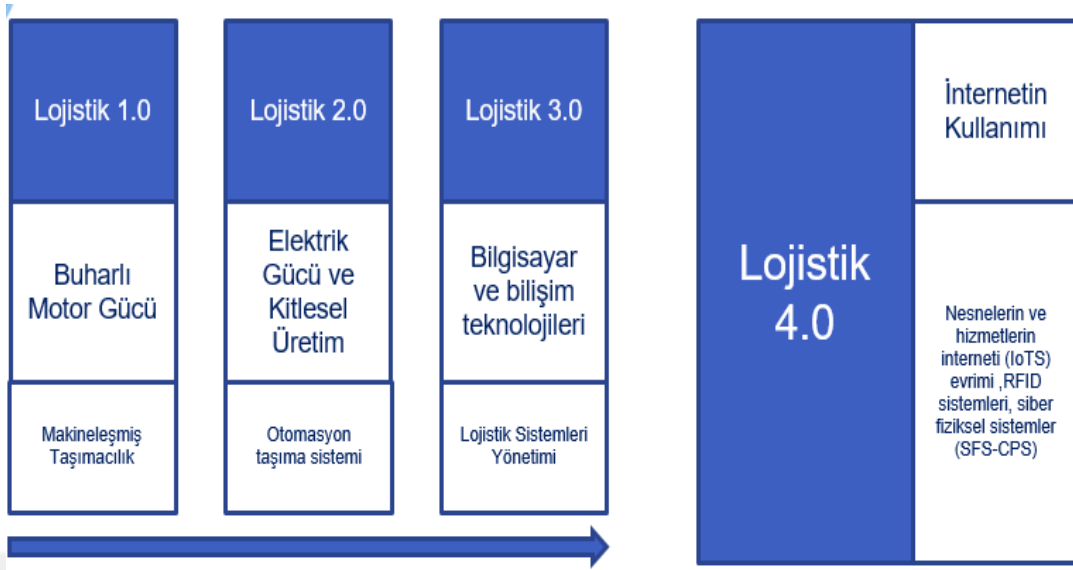 Lojistik 1.0
Buharlı
Motor Gücü
Makineleşmiş
Taşımacılık
Lojistik 2.0
Elektrik
Gücü ve
Kitlesel
Üretim
Otomasyon
taşıma sistemi
Lojistik 3.0
Bilgisayar
ve bilişim
teknolojileri
Lojistik Sistemleri
Yönetimi
Lojistik
4.0
İnternetin
Kullanımı
Nesnelerin ve
hizmetlerin
interneti (IoTS)
evrimi ,RFID
sistemleri, siber
fiziksel sistemler
(SFS-CPS)